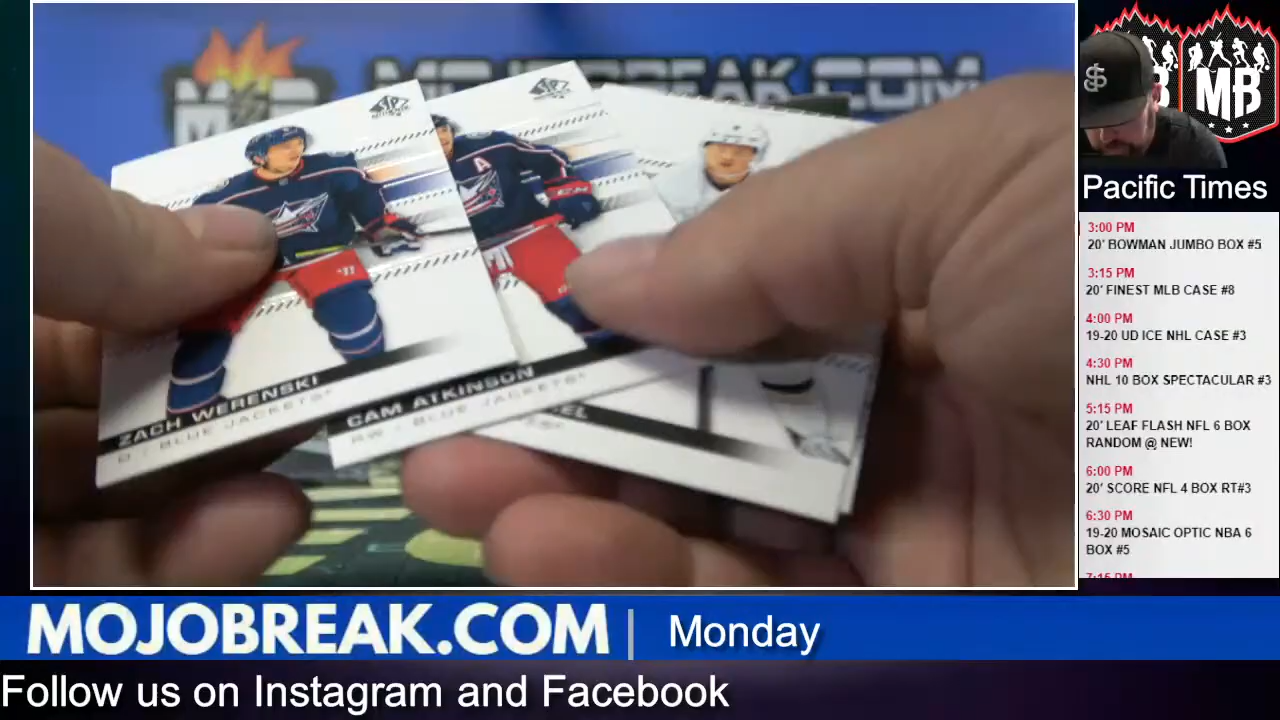 MOJOBREAK.COM
MB
MB
Pacific Times
3:00 PM
20' BOWMAN JUMBO BOX #5
3:15 PM
20' FINEST MLB CASE #8
4:00 PM
19-20 UD ICE NHL CASE #3
4:30 PM
NHL 10 BOX SPECTACULAR #3
5:15 PM
20' LEAF FLASH NFL 6 BOX
RANDOM @ NEW!
6:00 PM
20' SCORE NFL 4 BOX RT#3
6:30 PM
19-20 MOSAIC OPTIC NBA 6
BOX #5
A
ZACH WERENSKI
D - BLUE JACKETS
CAM ATKINSON
RW - BLUE JACKETS
MOJOBREAK.COM | Monday
Follow us on Instagram and Facebook